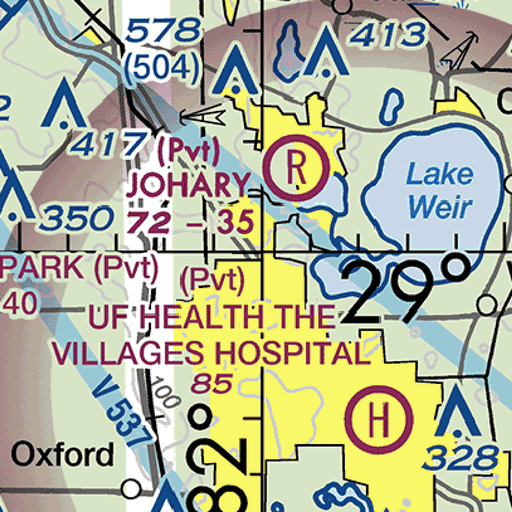 578
(504)
413
2
417
(Pvt)
R
JOHARY
72 - 35
Lake
Weir
350
PARK (Pvt)
40
(Pvt)
29°
UF HEALTH THE
VILLAGES HOSPITAL
85
V 537
100
H
82°
328
Oxford